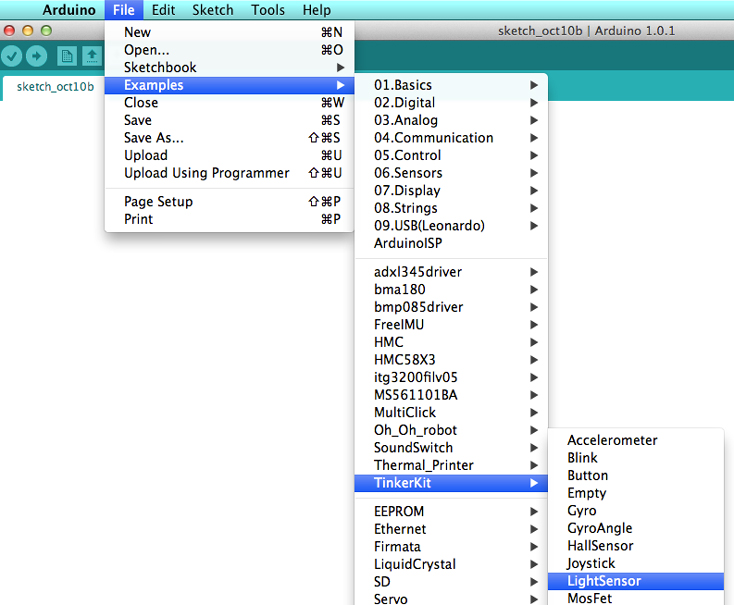 Arduino File Edit Sketch Tools Help
sketch_oct10b | Arduino 1.0.1
sketch_oct10b
New ⌘N
Open... ⌘O
Sketchbook ▶
Examples ▶
Close ⌘W
Save ⌘S
Save As... ⇧⌘S
Upload ⌘U
Upload Using Programmer ⇧⌘U
Page Setup ⇧⌘P
Print ⌘P
01.Basics ▶
02.Digital ▶
03.Analog ▶
04.Communication ▶
05.Control ▶
06.Sensors ▶
07.Display ▶
08.Strings ▶
09.USB(Leonardo) ▶
ArduinoISP
adxl345driver ▶
bma180 ▶
bmp085driver ▶
FreeIMU ▶
HMC ▶
HMC58X3 ▶
itg3200filv05 ▶
MS561101BA ▶
MultiClick ▶
Oh_Oh_robot ▶
SoundSwitch ▶
Thermal_Printer ▶
TinkerKit ▶
EEPROM ▶
Ethernet ▶
Firmata ▶
LiquidCrystal ▶
SD ▶
Servo ▶
Accelerometer
Blink
Button
Empty
Gyro
GyroAngle
HallSensor
Joystick
LightSensor
MosFet